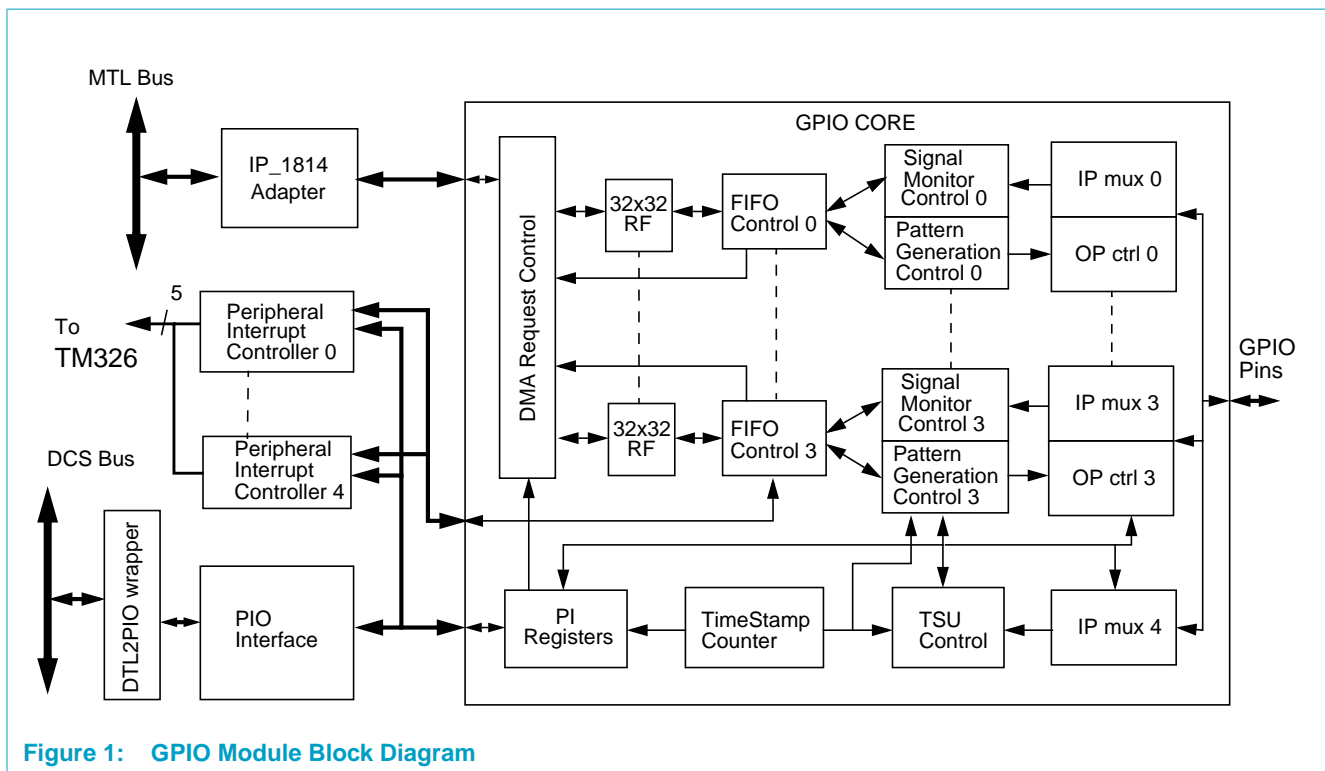 MTL Bus
IP_1814
Adapter
GPIO CORE
DMA Request Control
32x32
RF
FIFO
Control 0
Signal
Monitor
Control 0
Pattern
Generation
Control 0
IP mux 0
OP ctrl 0
5
To
TM326
Peripheral
Interrupt
Controller 0
Peripheral
Interrupt
Controller 4
32x32
RF
FIFO
Control 3
Signal
Monitor
Control 3
Pattern
Generation
Control 3
IP mux 3
OP ctrl 3
GPIO
Pins
DCS Bus
DTL2PIO wrapper
PIO
Interface
PI
Registers
TimeStamp
Counter
TSU
Control
IP mux 4
Figure 1: GPIO Module Block Diagram